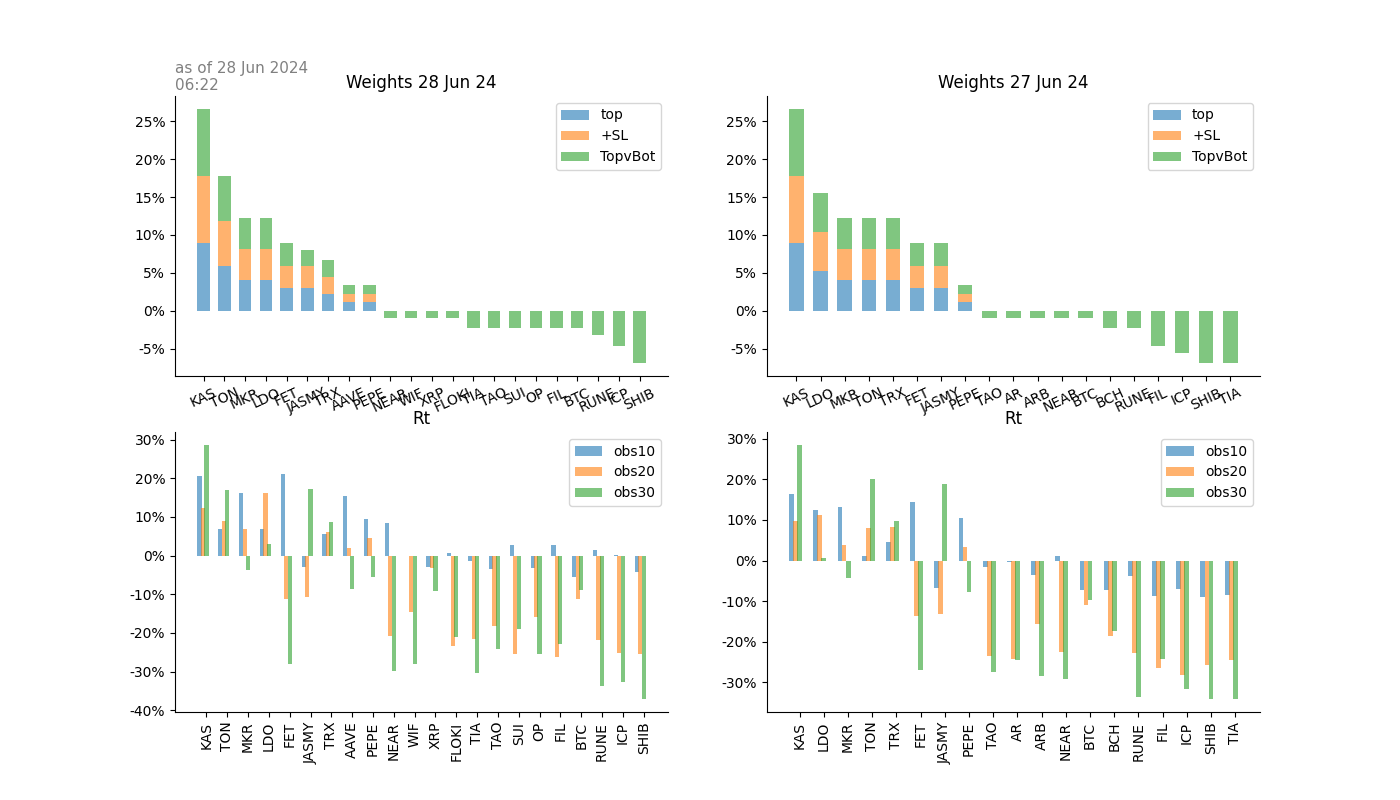 as of 28 Jun 2024
06:22
Weights 28 Jun 24
25%
20%
15%
10%
5%
0%
-5%
top
+SL
TopvBot
KAS TON MKR LDO FET JASMY TRX AAVE PEPE NEAR WIF XRP FLOKI TIA TAO SUI OP FIL BTC RUNE ICP SHIB
Weights 27 Jun 24
25%
20%
15%
10%
5%
0%
-5%
top
+SL
TopvBot
KAS LDO MKR TON TRX FET JASMY PEPE TAO AR ARB NEAR BTC BCH RUNE FIL ICP SHIB TIA
Rt
30%
20%
10%
0%
-10%
-20%
-30%
-40%
obs10
obs20
obs30
KAS TON MKR LDO FET JASMY TRX AAVE PEPE NEAR WIF XRP FLOKI TIA TAO SUI OP FIL BTC RUNE ICP SHIB
Rt
30%
20%
10%
0%
-10%
-20%
-30%
obs10
obs20
obs30
KAS LDO MKR TON TRX FET JASMY PEPE TAO AR ARB NEAR BTC BCH RUNE FIL ICP SHIB TIA